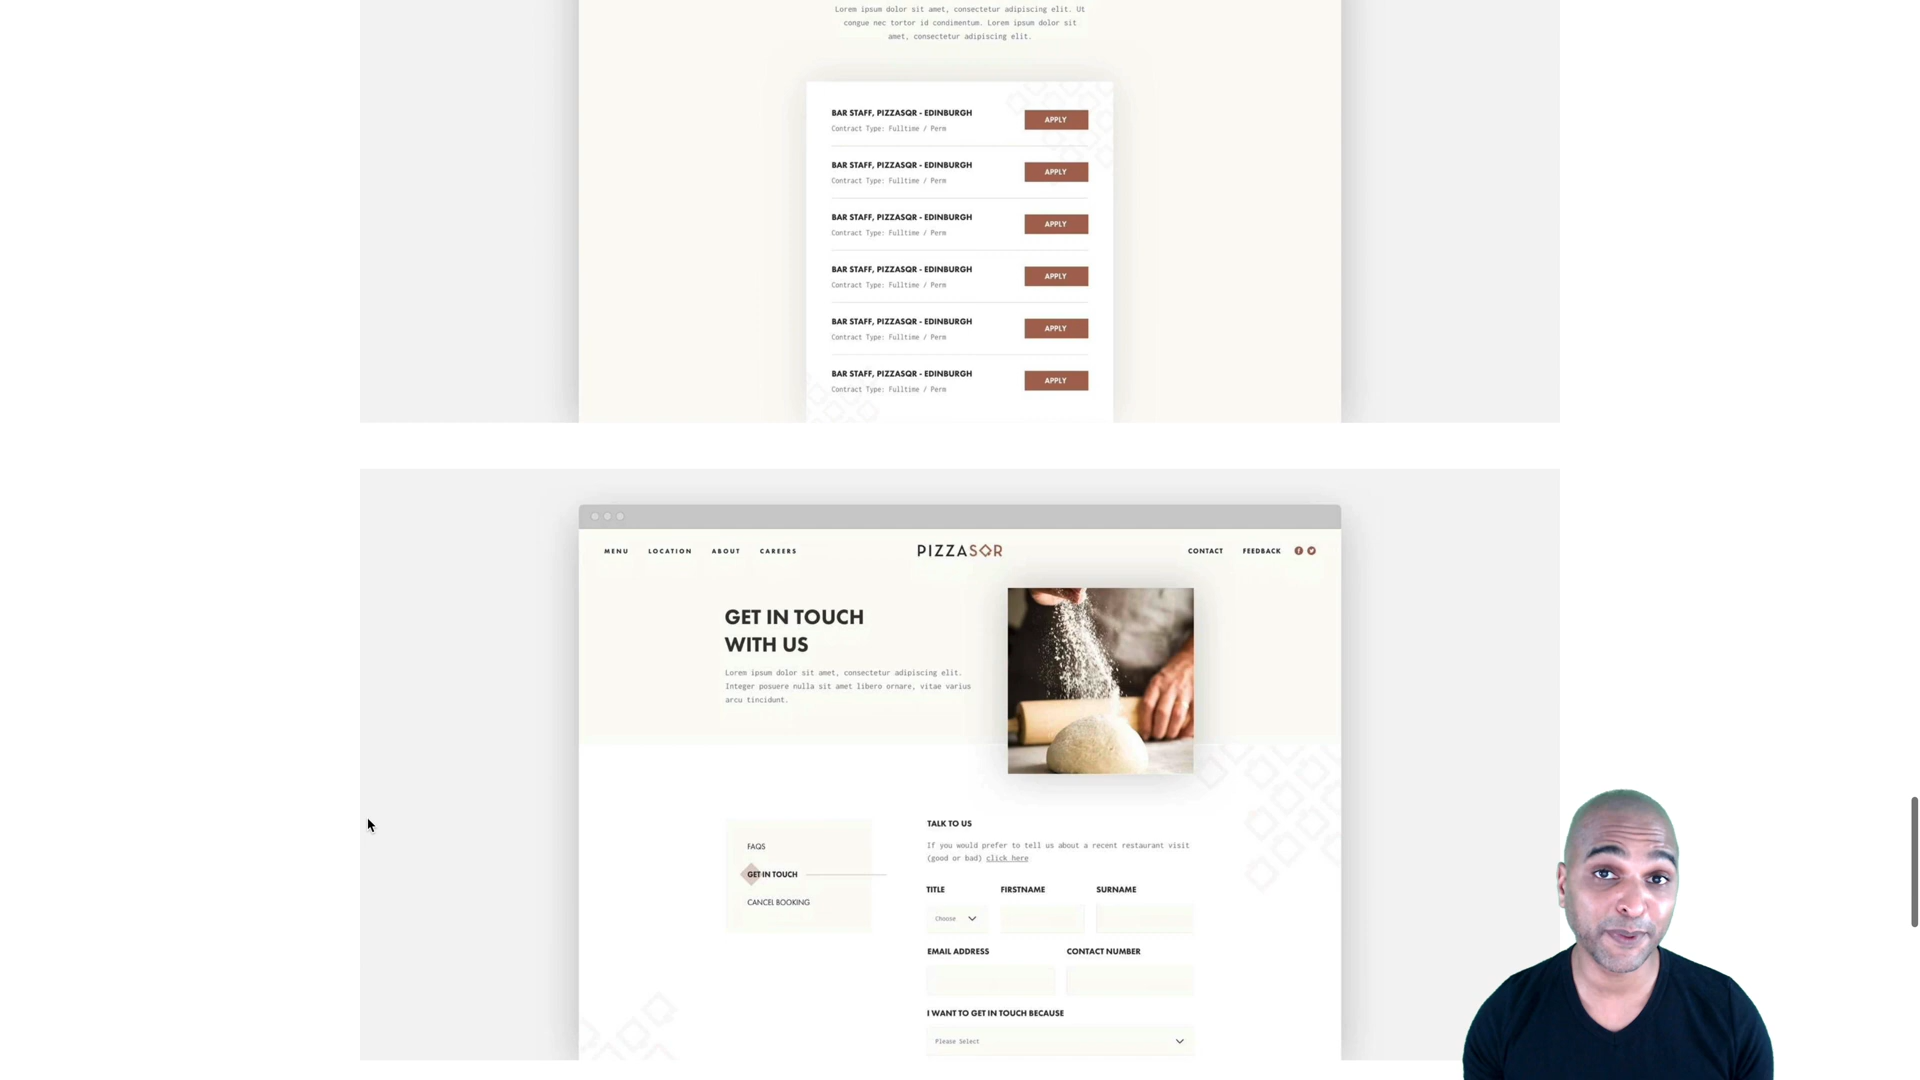 Lorem ipsum dolor sit amet, consectetur adipiscing elit. Ut
congue nec tortor id condimentum. Lorem ipsum dolor sit
amet, consectetur adipiscing elit.
BAR STAFF, PIZZASQR - EDINBURGH
Contract Type: Fulltime / Perm
APPLY
BAR STAFF, PIZZASQR - EDINBURGH
Contract Type: Fulltime / Perm
APPLY
BAR STAFF, PIZZASQR - EDINBURGH
Contract Type: Fulltime / Perm
APPLY
BAR STAFF, PIZZASQR - EDINBURGH
Contract Type: Fulltime / Perm
APPLY
BAR STAFF, PIZZASQR - EDINBURGH
Contract Type: Fulltime / Perm
APPLY
BAR STAFF, PIZZASQR - EDINBURGH
Contract Type: Fulltime / Perm
APPLY
MENU LOCATION ABOUT CAREERS PIZZASQR CONTACT FEEDBACK
GET IN TOUCH
WITH US
Lorem ipsum dolor sit amet, consectetur adipiscing elit.
Integer posuere nulla sit amet libero ornare, vitae varius
arcu tincidunt.
FAQS
GET IN TOUCH
CANCEL BOOKING
TALK TO US
If you would prefer to tell us about a recent restaurant visit
(good or bad) click here
TITLE FIRSTNAME SURNAME
Choose
EMAIL ADDRESS CONTACT NUMBER
I WANT TO GET IN TOUCH BECAUSE
Please Select